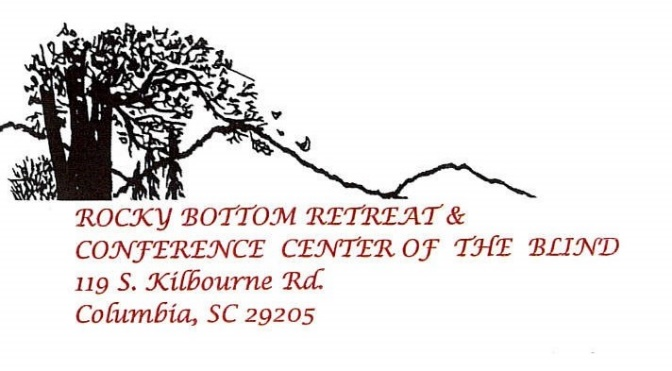 ROCKY BOTTOM RETREAT &
CONFERENCE CENTER OF THE BLIND
119 S. Kilbourne Rd.
Columbia, SC 29205